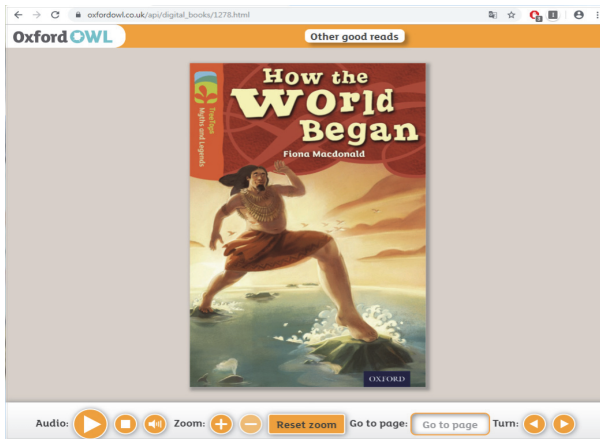 oxfordowl.co.uk/api/digital_books/1278.html
Oxford OWL
Other good reads
How the
World
Began
Fiona Macdonald
TreeTops
Myths and Legends
OXFORD
Audio: Zoom: Reset zoom Go to page: Go to page Turn: